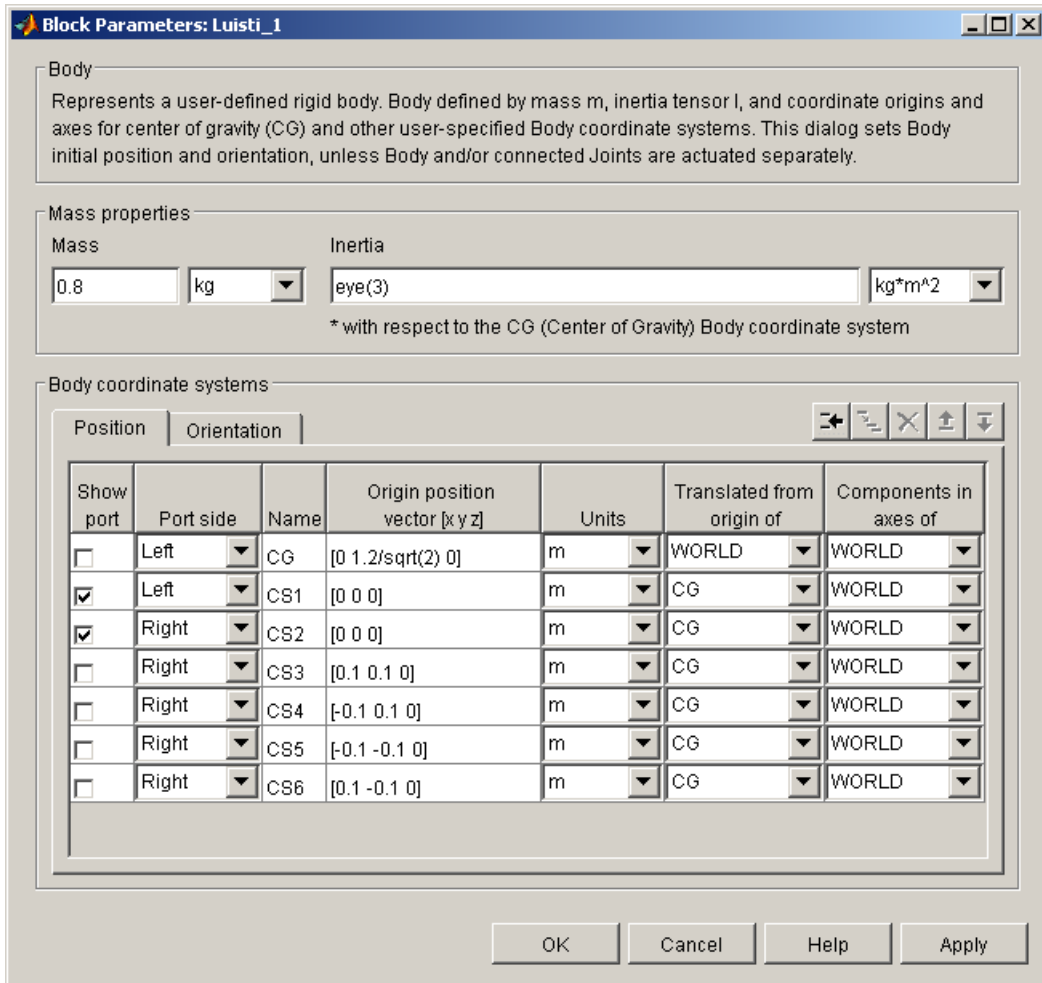 Block Parameters: Luisti_1
Body
Represents a user-defined rigid body. Body defined by mass m, inertia tensor I, and coordinate origins and
axes for center of gravity (CG) and other user-specified Body coordinate systems. This dialog sets Body
initial position and orientation, unless Body and/or connected Joints are actuated separately.
Mass properties
Mass Inertia
0.8 kg eye(3) kg*m^2
* with respect to the CG (Center of Gravity) Body coordinate system
Body coordinate systems
Position Orientation
Show Origin position Translated from Components in
port Port side Name vector [x y z] Units origin of axes of
Left CG [0 1.2/sqrt(2) 0] m WORLD WORLD
Left CS1 [0 0 0] m CG WORLD
Right CS2 [0 0 0] m CG WORLD
Right CS3 [0.1 0.1 0] m CG WORLD
Right CS4 [-0.1 0.1 0] m CG WORLD
Right CS5 [-0.1 -0.1 0] m CG WORLD
Right CS6 [0.1 -0.1 0] m CG WORLD
OK Cancel Help Apply